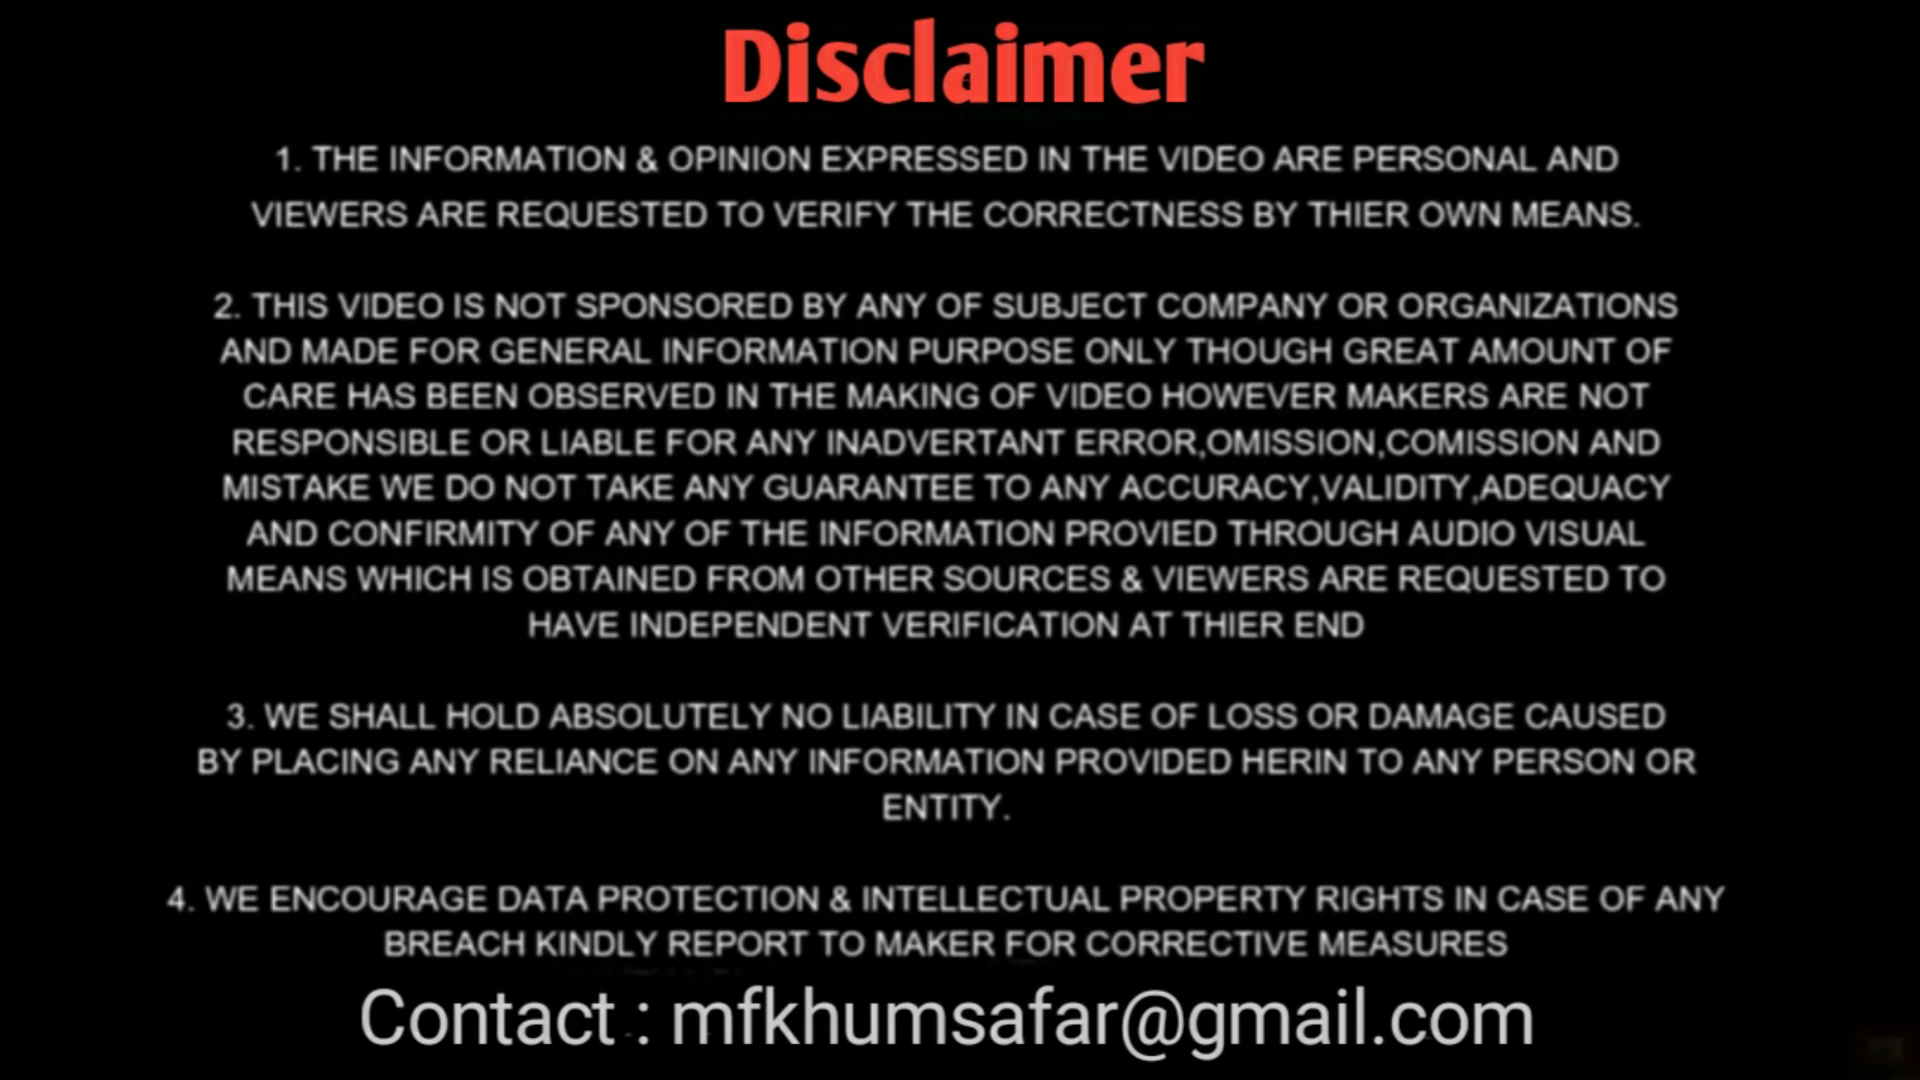 Disclaimer
1. THE INFORMATION & OPINION EXPRESSED IN THE VIDEO ARE PERSONAL AND
VIEWERS ARE REQUESTED TO VERIFY THE CORRECTNESS BY THIER OWN MEANS.
2. THIS VIDEO IS NOT SPONSORED BY ANY OF SUBJECT COMPANY OR ORGANIZATIONS
AND MADE FOR GENERAL INFORMATION PURPOSE ONLY THOUGH GREAT AMOUNT OF
CARE HAS BEEN OBSERVED IN THE MAKING OF VIDEO HOWEVER MAKERS ARE NOT
RESPONSIBLE OR LIABLE FOR ANY INADVERTANT ERROR,OMISSION,COMISSION AND
MISTAKE WE DO NOT TAKE ANY GUARANTEE TO ANY ACCURACY,VALIDITY,ADEQUACY
AND CONFIRMITY OF ANY OF THE INFORMATION PROVIED THROUGH AUDIO VISUAL
MEANS WHICH IS OBTAINED FROM OTHER SOURCES & VIEWERS ARE REQUESTED TO
HAVE INDEPENDENT VERIFICATION AT THIER END
3. WE SHALL HOLD ABSOLUTELY NO LIABILITY IN CASE OF LOSS OR DAMAGE CAUSED
BY PLACING ANY RELIANCE ON ANY INFORMATION PROVIDED HERIN TO ANY PERSON OR
ENTITY.
4. WE ENCOURAGE DATA PROTECTION & INTELLECTUAL PROPERTY RIGHTS IN CASE OF ANY
BREACH KINDLY REPORT TO MAKER FOR CORRECTIVE MEASURES
Contact : mfkhumsafar@gmail.com